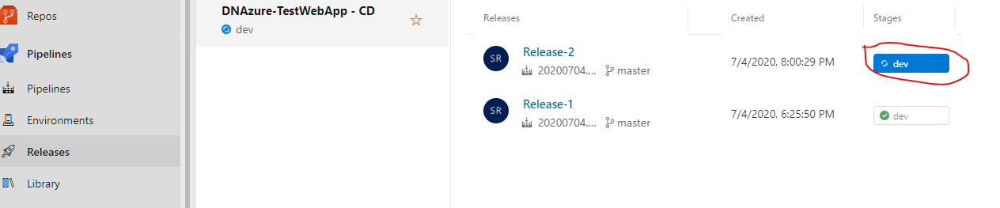 Repos
Pipelines
Pipelines
Environments
Releases
Library
DNAzure-TestWebApp - CD
dev
Releases Created Stages
SR Release-2 7/4/2020, 8:00:29 PM dev
20200704.... master
SR Release-1 7/4/2020, 6:25:50 PM dev
20200704.... master